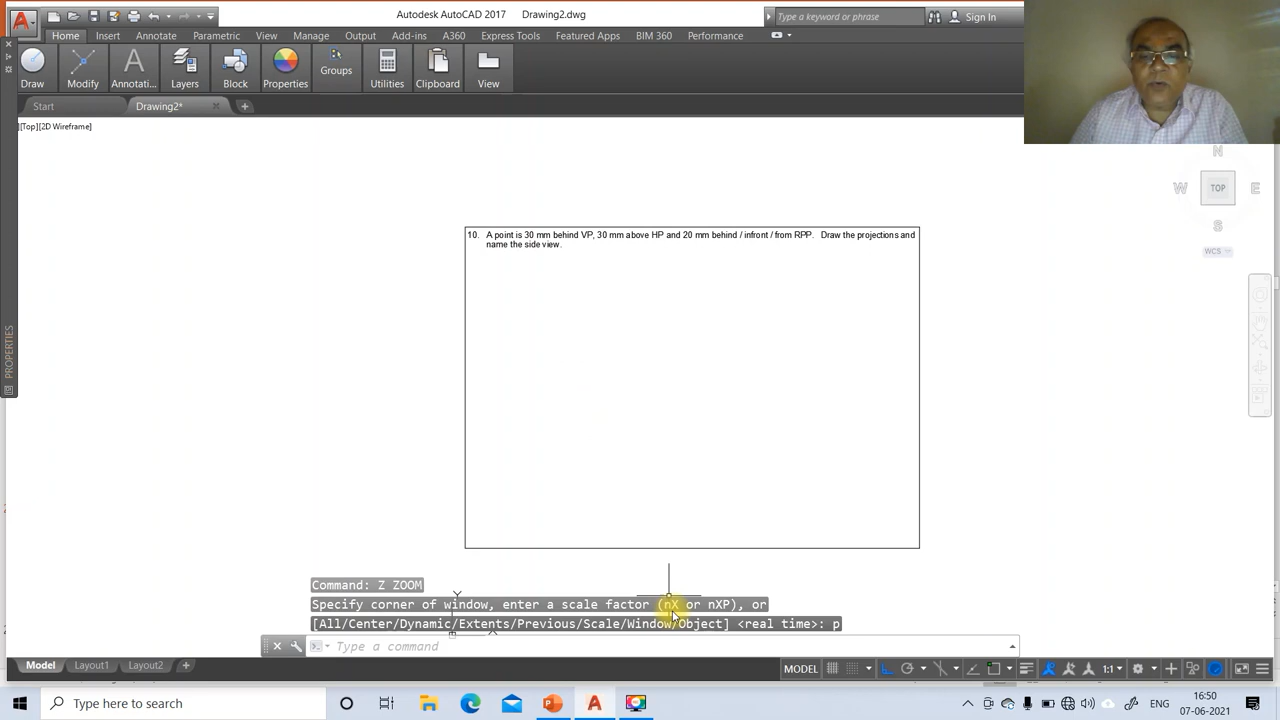 Autodesk AutoCAD 2017 Drawing2.dwg
Type a keyword or phrase
Sign In
Home Insert Annotate Parametric View Manage Output Add-ins A360 Express Tools Featured Apps BIM 360 Performance
Draw Modify Annotati... Layers Block Properties Groups Utilities Clipboard View
Start Drawing2*
][Top][2D Wireframe]
N
W TOP E
S
WCS
10. A point is 30 mm behind VP, 30 mm above HP and 20 mm behind / infront / from RPP. Draw the projections and
name the side view.
PROPERTIES
Command: Z ZOOM
Specify corner of window, enter a scale factor (nX or nXP), or
[All/Center/Dynamic/Extents/Previous/Scale/Window/Object] <real time>: p
Type a command
Model Layout1 Layout2
MODEL 1:1
Type here to search
ENG
16:50
07-06-2021